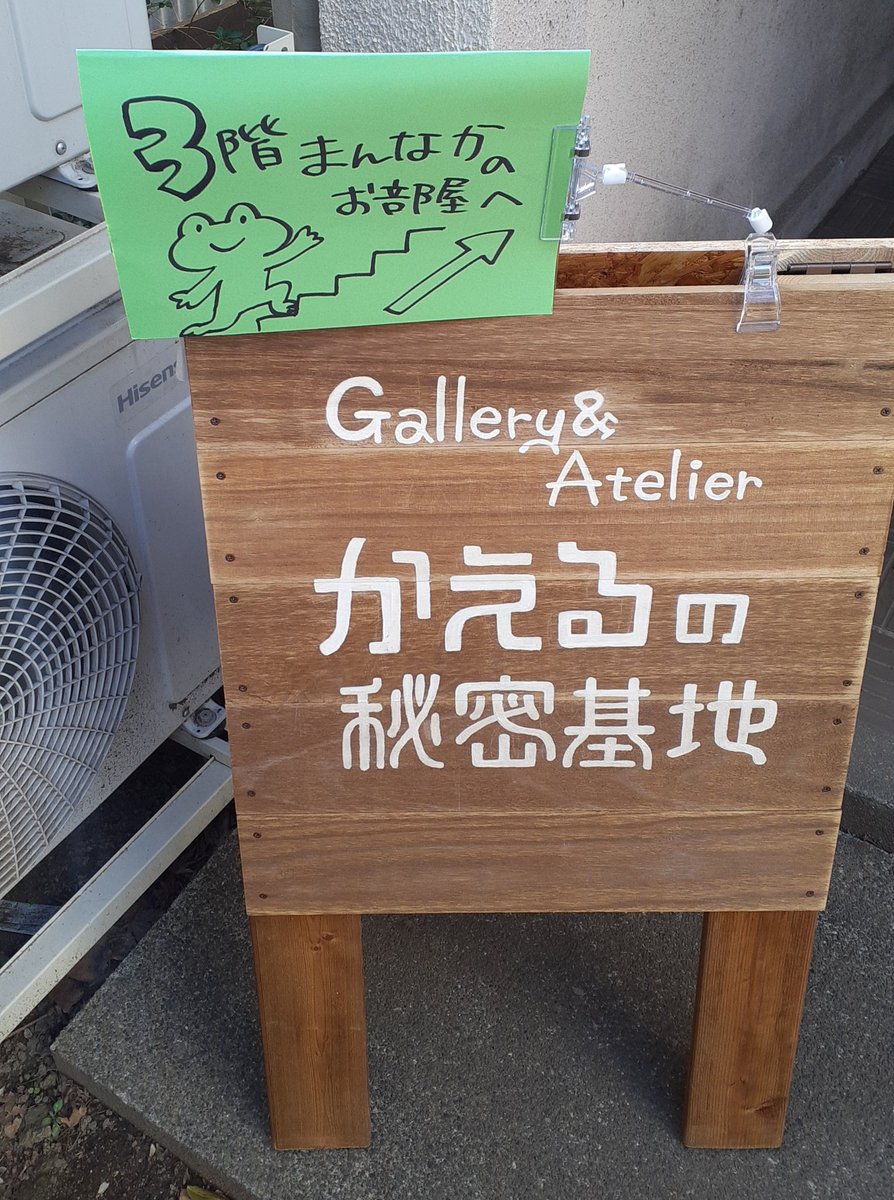 3階 まんなかの
お部屋へ
Hisens
Gallery &
Atelier
かえるの
秘密基地